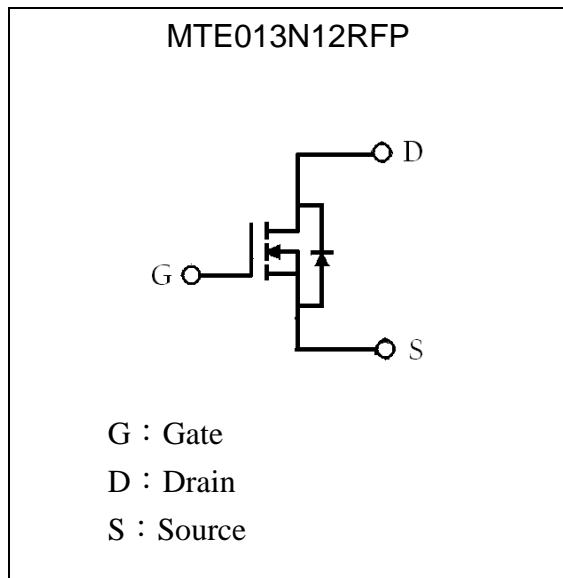 MTE013N12RFP
D
G
S
G：Gate
D：Drain
S：Source